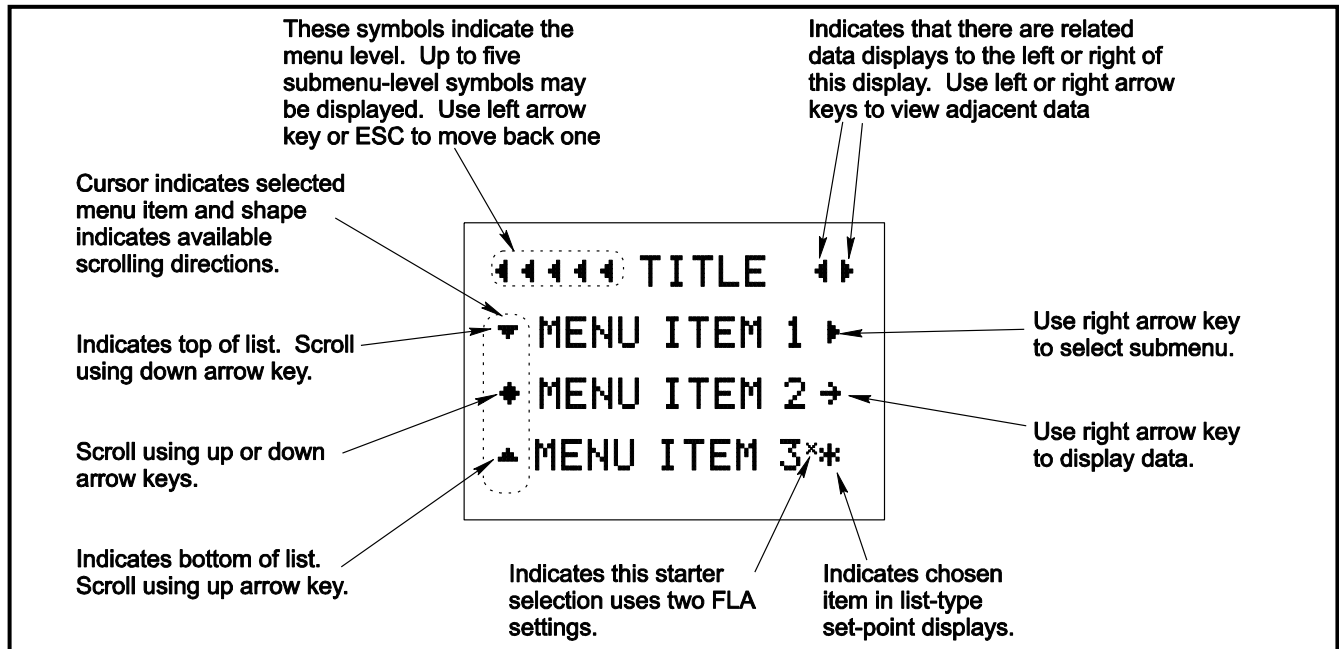 These symbols indicate the
menu level.  Up to five
submenu-level symbols may
be displayed.  Use left arrow
key or ESC to move back one
Indicates that there are related
data displays to the left or right of
this display.  Use left or right arrow
keys to view adjacent data
Cursor indicates selected
menu item and shape
indicates available
scrolling directions.
Indicates top of list.  Scroll
using down arrow key.
Scroll using up or down
arrow keys.
Indicates bottom of list.
Scroll using up arrow key.
TITLE
MENU ITEM 1
MENU ITEM 2 →
MENU ITEM 3ˣ*
Use right arrow key
to select submenu.
Use right arrow key
to display data.
Indicates this starter
selection uses two FLA
settings.
Indicates chosen
item in list-type
set-point displays.